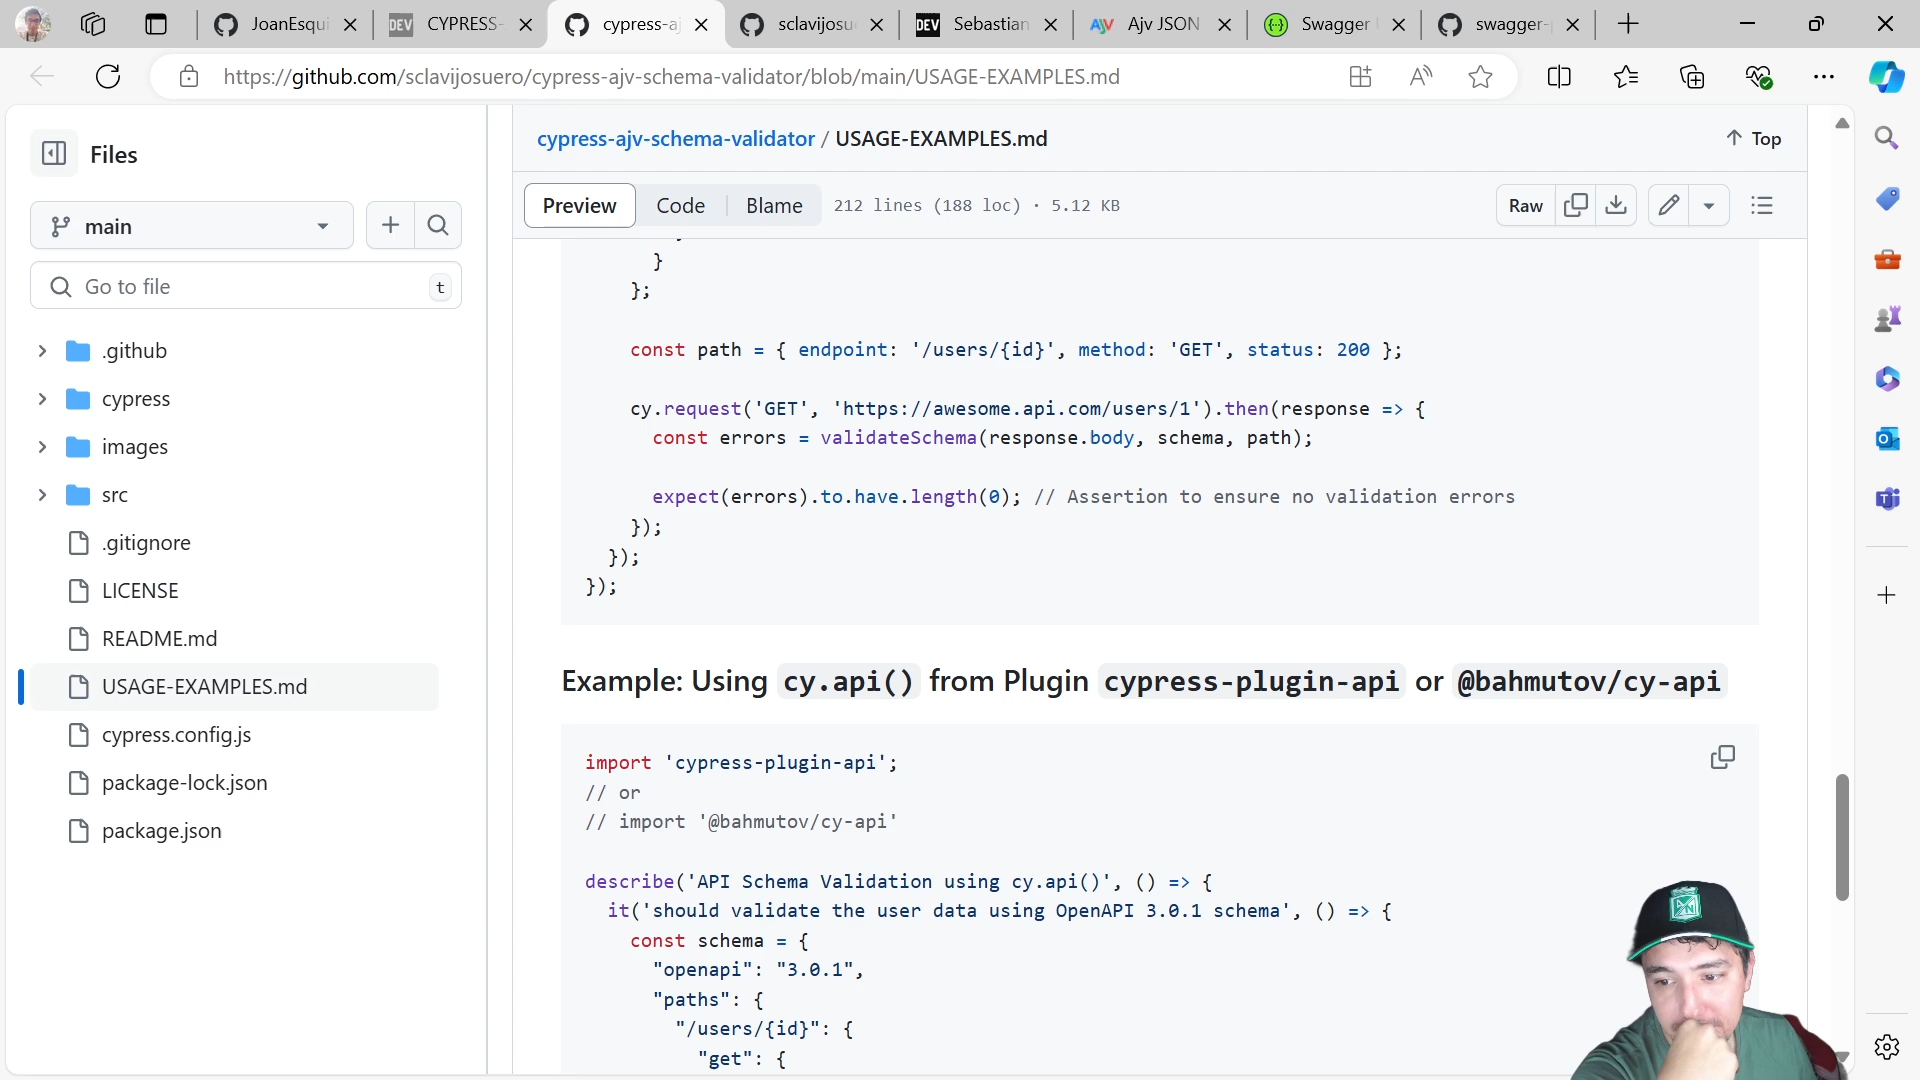 JoanEsqui
DEV CYPRESS-
cypress-aj
sclavijosue
DEV Sebastian
AJV Ajv JSON
Swagger
swagger-
https://github.com/sclavijosuero/cypress-ajv-schema-validator/blob/main/USAGE-EXAMPLES.md
Files
main
Go to file
t
.github
cypress
images
src
.gitignore
LICENSE
README.md
USAGE-EXAMPLES.md
cypress.config.js
package-lock.json
package.json
cypress-ajv-schema-validator / USAGE-EXAMPLES.md
Top
Preview
Code
Blame
212 lines (188 loc) · 5.12 KB
Raw
}
};
const path = { endpoint: '/users/{id}', method: 'GET', status: 200 };
cy.request('GET', 'https://awesome.api.com/users/1').then(response => {
const errors = validateSchema(response.body, schema, path);
expect(errors).to.have.length(0); // Assertion to ensure no validation errors
});
});
});
Example: Using cy.api() from Plugin cypress-plugin-api or @bahmutov/cy-api
import 'cypress-plugin-api';
// or
// import '@bahmutov/cy-api'
describe('API Schema Validation using cy.api()', () => {
it('should validate the user data using OpenAPI 3.0.1 schema', () => {
const schema = {
"openapi": "3.0.1",
"paths": {
"/users/{id}": {
"get": {